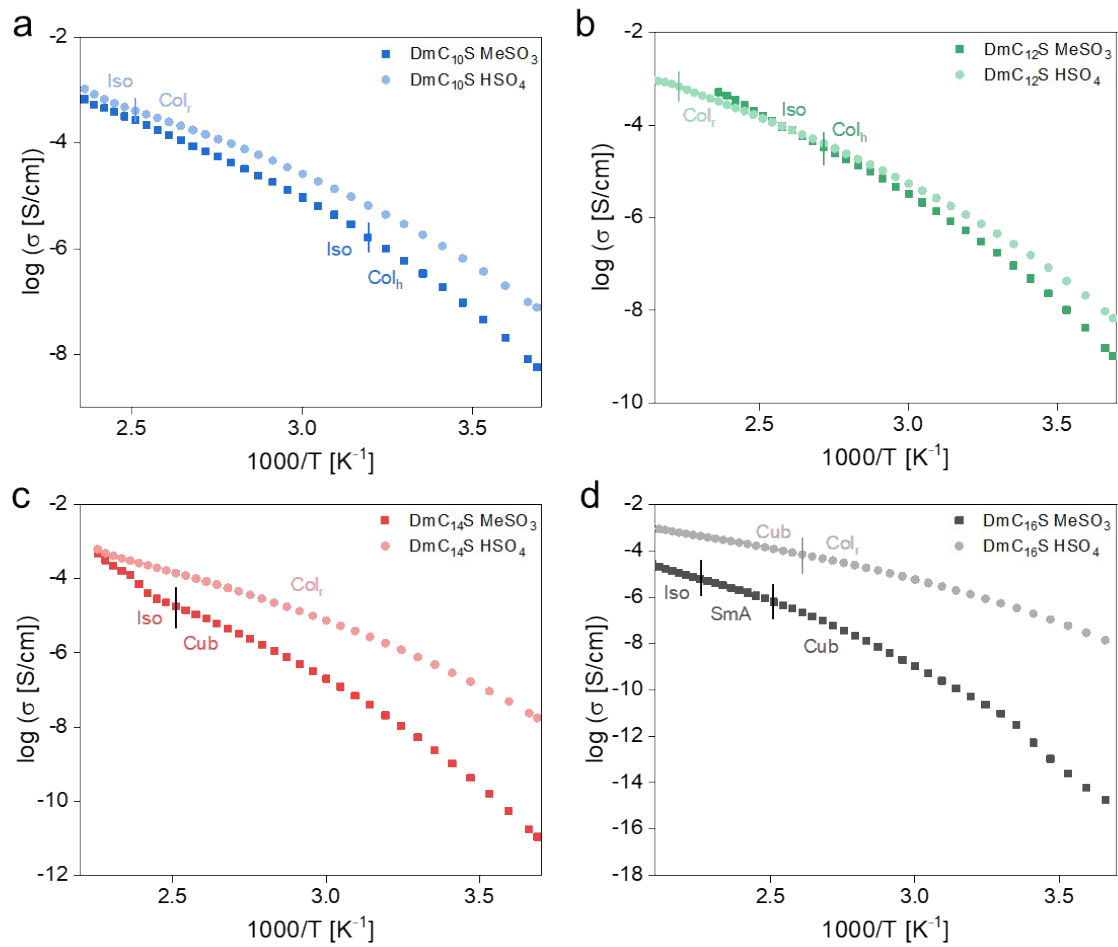 a
-2
-4
-6
-8
log (σ [S/cm])
DmC₁₀S MeSO₃
DmC₁₀S HSO₄
Iso
Colᵣ
Iso
Colₕ
2.5 3.0 3.5
1000/T [K⁻¹]
b
-2
-4
-6
-8
-10
log (σ [S/cm])
DmC₁₂S MeSO₃
DmC₁₂S HSO₄
Colᵣ
Iso
Colₕ
2.5 3.0 3.5
1000/T [K⁻¹]
c
-2
-4
-6
-8
-10
-12
log (σ [S/cm])
DmC₁₄S MeSO₃
DmC₁₄S HSO₄
Colᵣ
Iso
Cub
2.5 3.0 3.5
1000/T [K⁻¹]
d
-2
-4
-6
-8
-10
-12
-14
-16
-18
log (σ [S/cm])
DmC₁₆S MeSO₃
DmC₁₆S HSO₄
Cub
Colᵣ
Iso
SmA
Cub
2.5 3.0 3.5
1000/T [K⁻¹]